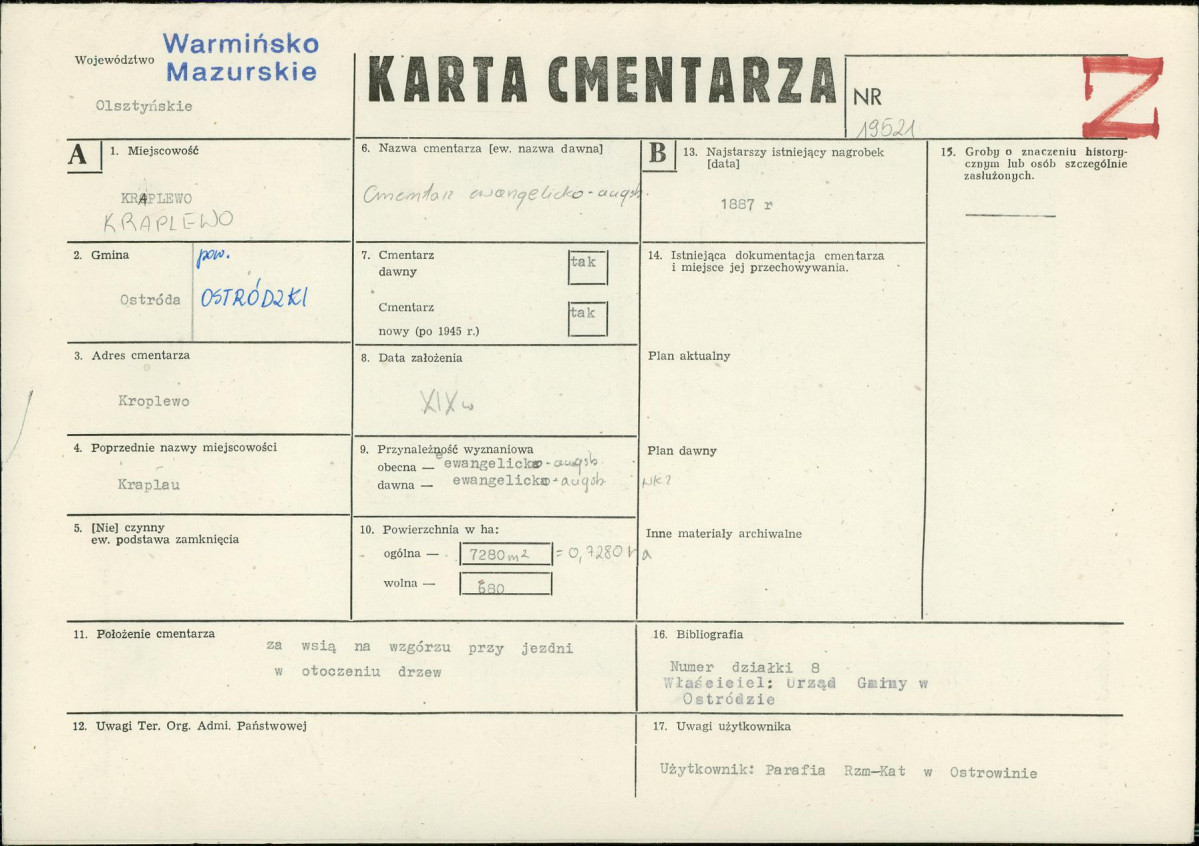 Województwo
Warmińsko
Mazurskie
Olsztyńskie
KARTA CMENTARZA
NR
19521
Z
A
1. Miejscowość
KRAPLEWO
KRAPLEWO
2. Gmina
Ostróda
pow.
OSTRÓDZKI
3. Adres cmentarza
Kroplewo
4. Poprzednie nazwy miejscowości
Kraplau
5. [Nie] czynny
ew. podstawa zamknięcia
6. Nazwa cmentarza [ew. nazwa dawna]
Cmentarz ewangelicko-augsb.
7. Cmentarz
dawny
tak
Cmentarz
nowy (po 1945 r.)
tak
8. Data założenia
XIX w
9. Przynależność wyznaniowa
obecna — ewangelicko-augsb.
dawna — ewangelicko-augsb
10. Powierzchnia w ha:
ogólna — 7280 m2 = 0,7280 ha
wolna — 680
B
13. Najstarszy istniejący nagrobek
[data]
1887 r
14. Istniejąca dokumentacja cmentarza
i miejsce jej przechowywania.
Plan aktualny
Plan dawny
Inne materiały archiwalne
15. Groby o znaczeniu history-
cznym lub osób szczególnie
zasłużonych.
11. Położenie cmentarza
za wsią na wzgórzu przy jezdni
w otoczeniu drzew
12. Uwagi Ter. Org. Admi. Państwowej
16. Bibliografia
Numer działki 8
Właściciel: Urząd Gminy w
Ostródzie
17. Uwagi użytkownika
Użytkownik: Parafia Rzm-Kat w Ostrowinie